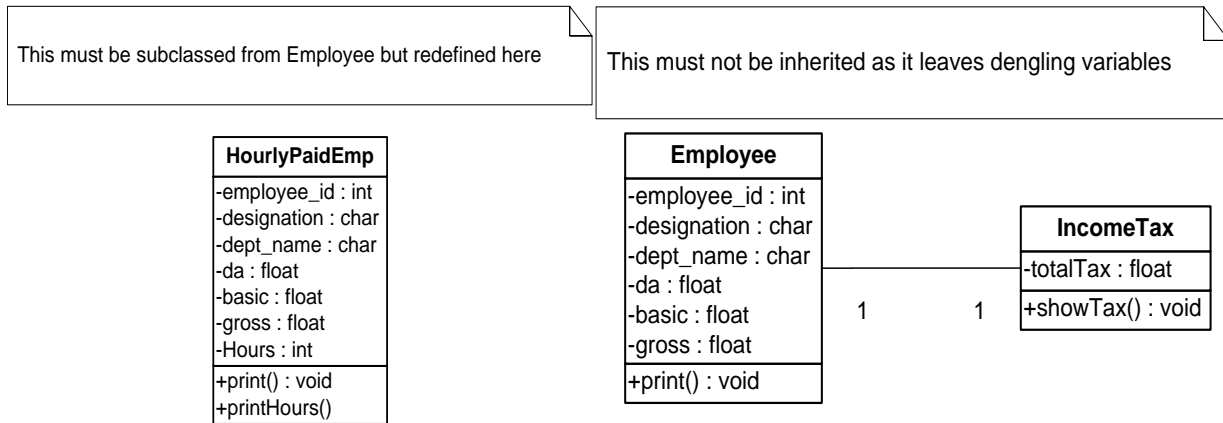 This must be subclassed from Employee but redefined here
This must not be inherited as it leaves dengling variables
HourlyPaidEmp
-employee_id : int
-designation : char
-dept_name : char
-da : float
-basic : float
-gross : float
-Hours : int
+print() : void
+printHours()
Employee
-employee_id : int
-designation : char
-dept_name : char
-da : float
-basic : float
-gross : float
+print() : void
1
1
IncomeTax
-totalTax : float
+showTax() : void